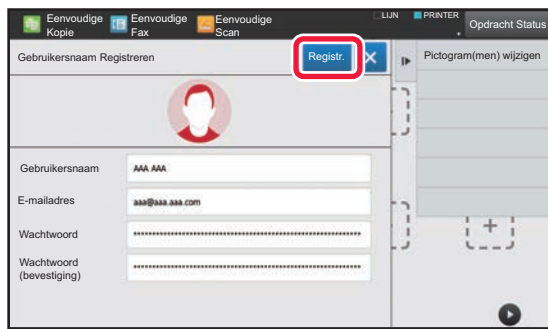 Eenvoudige Kopie
Eenvoudige Fax
Eenvoudige Scan
LIJN
PRINTER
Opdracht Status
Gebruikersnaam Registreren
Registr.
Pictogram(men) wijzigen
Gebruikersnaam
AAA AAA
E-mailadres
aaa@aaa.aaa.com
Wachtwoord
Wachtwoord
(bevestiging)